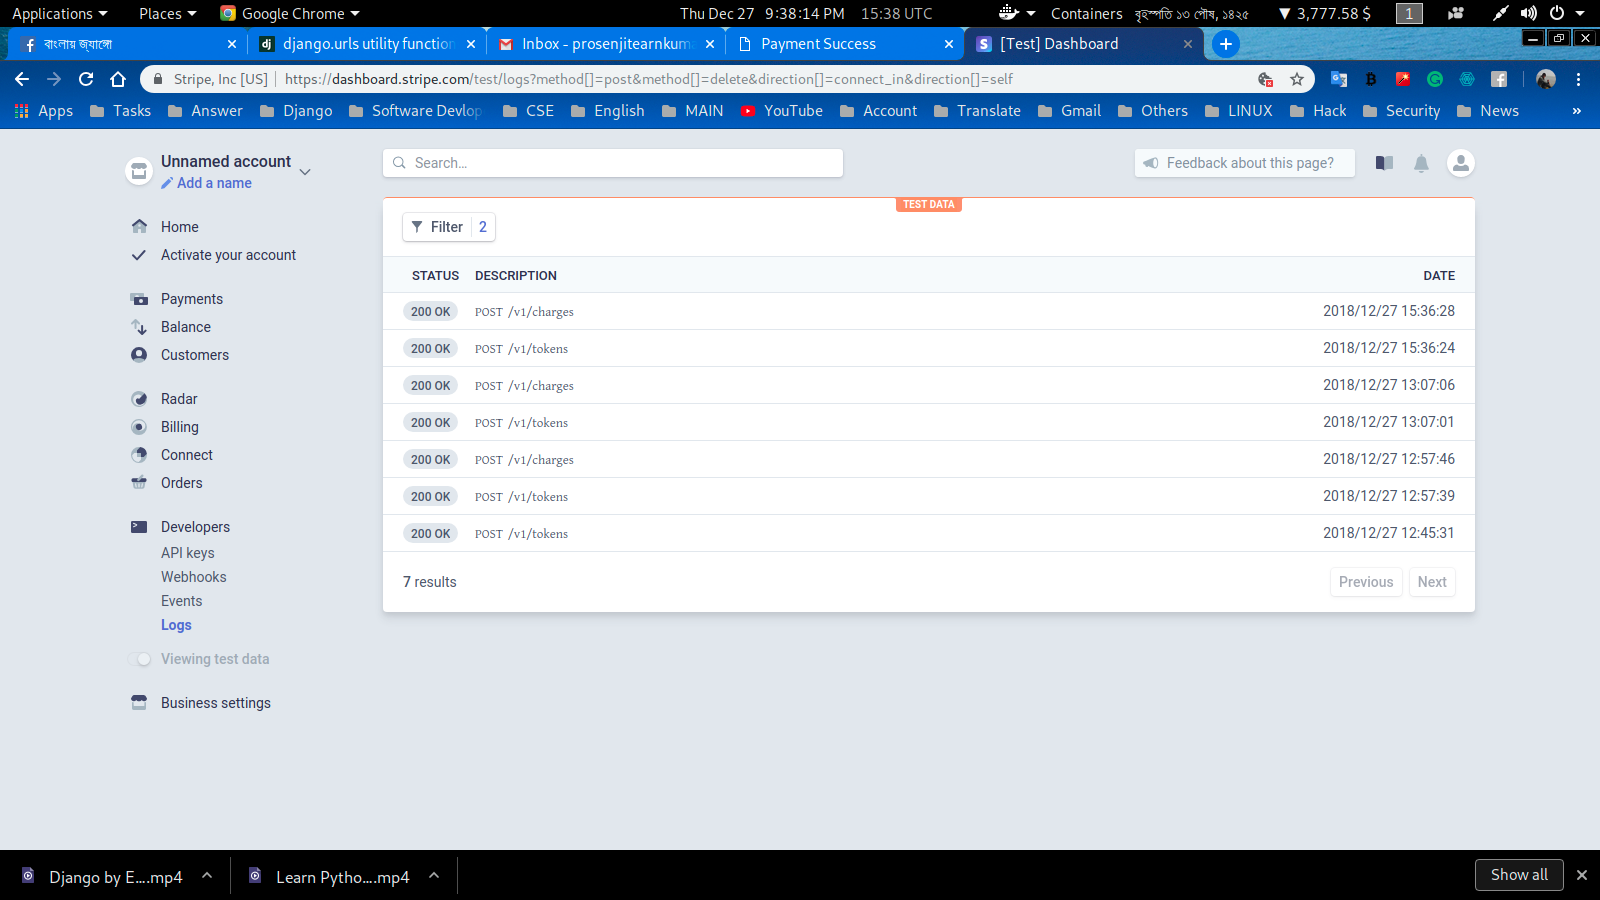 Applications Places Google Chrome Thu Dec 27 9:38:14 PM 15:38 UTC Containers বৃহস্পতি ১৩ পৌষ, ১৪২৫ ▼ 3,777.58 $ 1
বাংলায় জ্যাঙ্গো django.urls utility function Inbox - prosenjitearnkuma Payment Success [Test] Dashboard
Stripe, Inc [US] https://dashboard.stripe.com/test/logs?method[]=post&method[]=delete&direction[]=connect_in&direction[]=self
Apps Tasks Answer Django Software Devlop CSE English MAIN YouTube Account Translate Gmail Others LINUX Hack Security News »
Unnamed account
Add a name
Search...
Feedback about this page?
Home
Activate your account
Payments
Balance
Customers
Radar
Billing
Connect
Orders
Developers
API keys
Webhooks
Events
Logs
Viewing test data
Business settings
TEST DATA
Filter 2
STATUS DESCRIPTION DATE
200 OK POST /v1/charges 2018/12/27 15:36:28
200 OK POST /v1/tokens 2018/12/27 15:36:24
200 OK POST /v1/charges 2018/12/27 13:07:06
200 OK POST /v1/tokens 2018/12/27 13:07:01
200 OK POST /v1/charges 2018/12/27 12:57:46
200 OK POST /v1/tokens 2018/12/27 12:57:39
200 OK POST /v1/tokens 2018/12/27 12:45:31
7 results Previous Next
Django by E....mp4 Learn Pytho....mp4 Show all